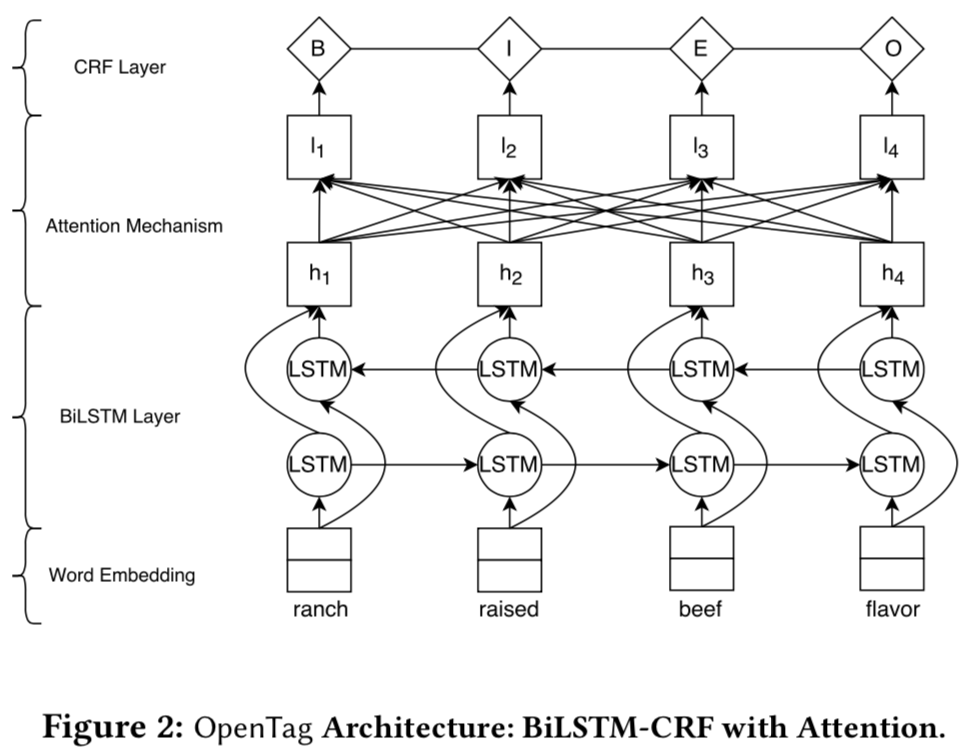 CRF Layer
B I E O
l1 l2 l3 l4
Attention Mechanism
h1 h2 h3 h4
LSTM LSTM LSTM LSTM
BiLSTM Layer
LSTM LSTM LSTM LSTM
Word Embedding
ranch raised beef flavor
Figure 2: OpenTag Architecture: BiLSTM-CRF with Attention.